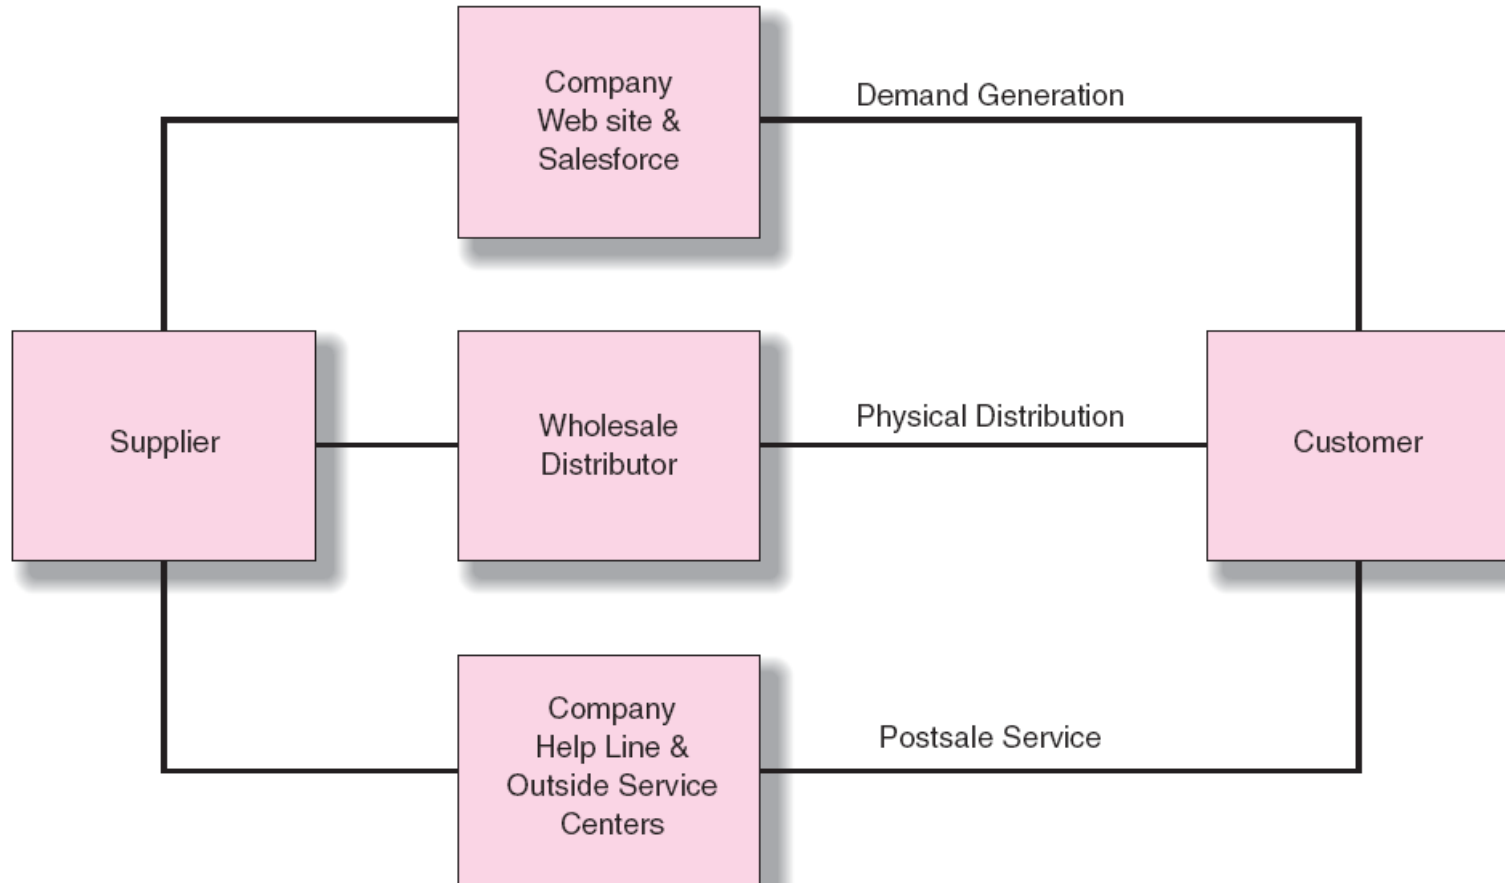 Company
Web site &
Salesforce
Demand Generation
Supplier
Wholesale
Distributor
Physical Distribution
Customer
Company
Help Line &
Outside Service
Centers
Postsale Service